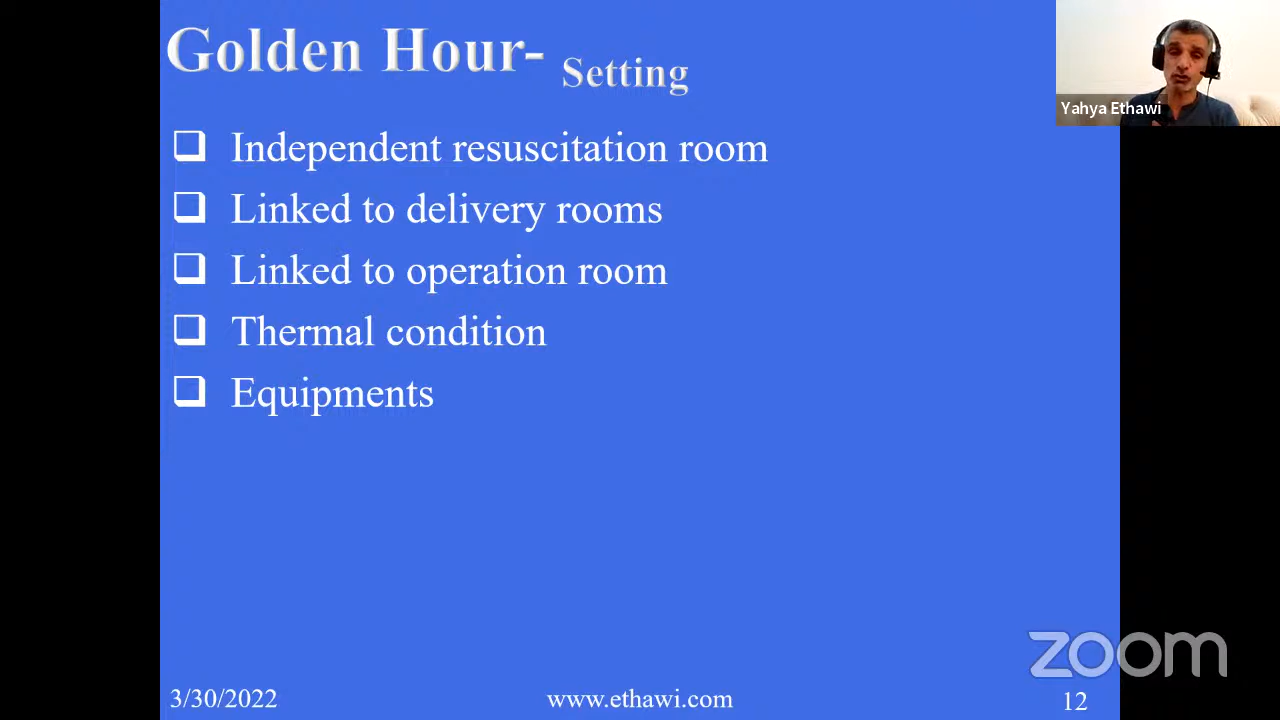 Golden Hour- Setting
Yahya Ethawi
❑ Independent resuscitation room
❑ Linked to delivery rooms
❑ Linked to operation room
❑ Thermal condition
❑ Equipments
zoom
3/30/2022
www.ethawi.com
12